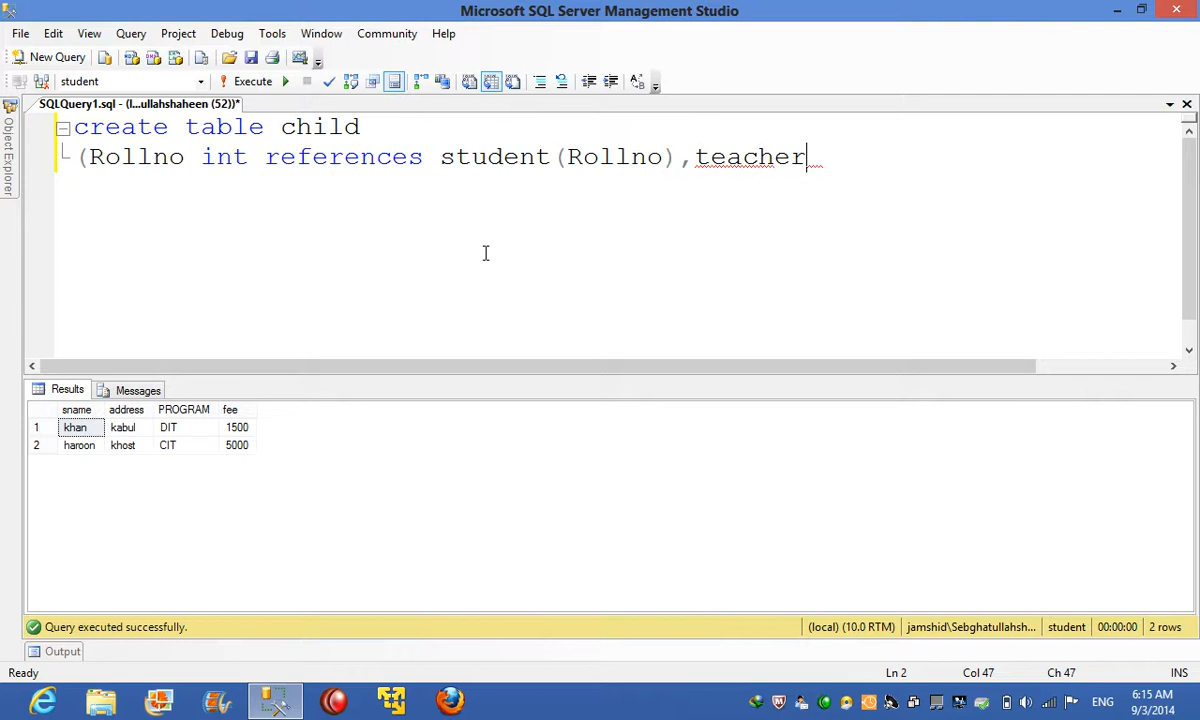 Microsoft SQL Server Management Studio
File Edit View Query Project Debug Tools Window Community Help
New Query
student Execute
SQLQuery1.sql - (l...ullahshaheen (52))*
Object Explorer
create table child
(Rollno int references student(Rollno),teacher
Results Messages
sname address PROGRAM fee
1 khan kabul DIT 1500
2 haroon khost CIT 5000
Query executed successfully. (local) (10.0 RTM) jamshid\Sebghatullahsh... student 00:00:00 2 rows
Output
Ready Ln 2 Col 47 Ch 47 INS
ENG 6:15 AM
9/3/2014